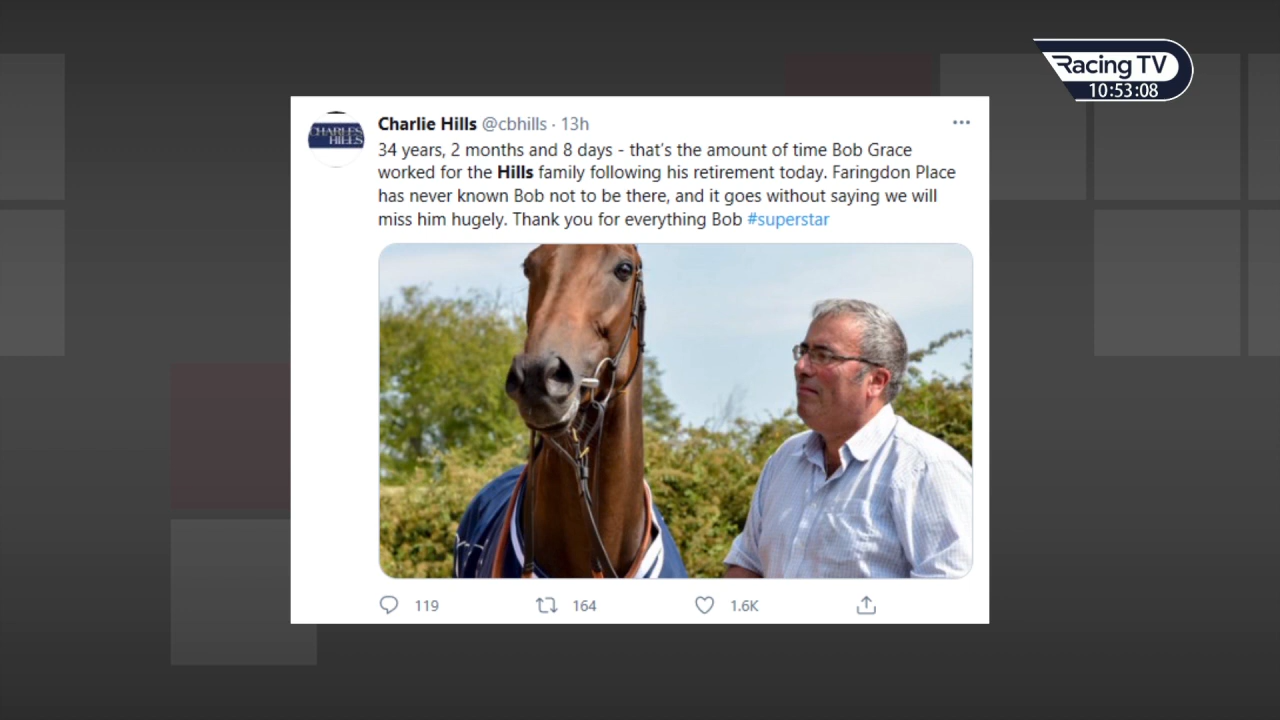 Racing TV
10:53:08
CHARLES
HILLS
Charlie Hills @cbhills · 13h
34 years, 2 months and 8 days - that's the amount of time Bob Grace
worked for the Hills family following his retirement today. Faringdon Place
has never known Bob not to be there, and it goes without saying we will
miss him hugely. Thank you for everything Bob #superstar
119
164
1.6K